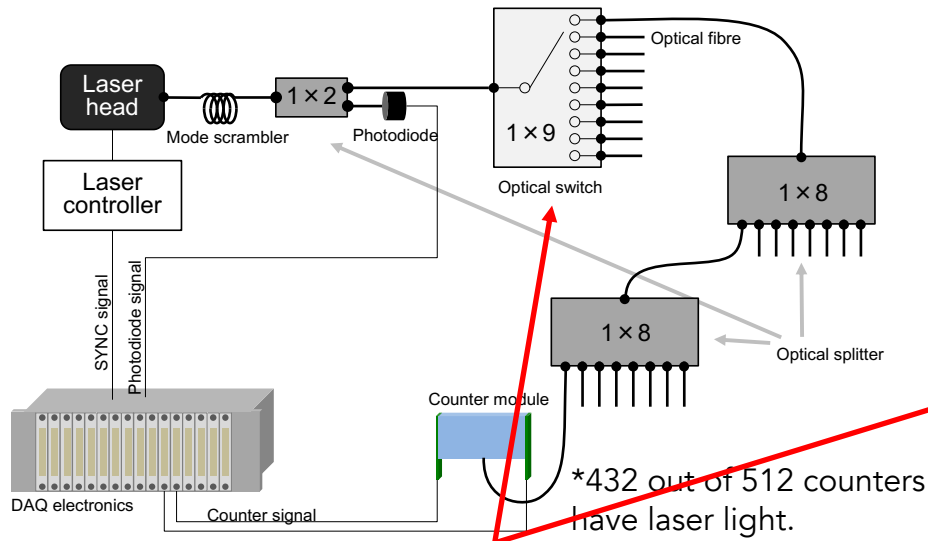 Optical fibre
Laser
head
1×2
Mode scrambler
Photodiode
1×9
Optical switch
Laser
controller
1×8
SYNC signal
Photodiode signal
1×8
Optical splitter
Counter module
*432 out of 512 counters
have laser light.
DAQ electronics
Counter signal